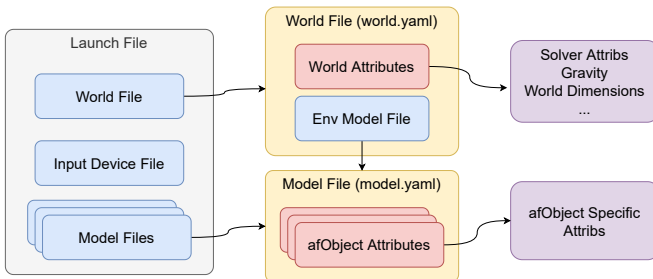 Launch File
World File
Input Device File
Model Files
World File (world.yaml)
World Attributes
Env Model File
Model File (model.yaml)
afObject Attributes
Solver Attribs
Gravity
World Dimensions
...
afObject Specific
Attribs